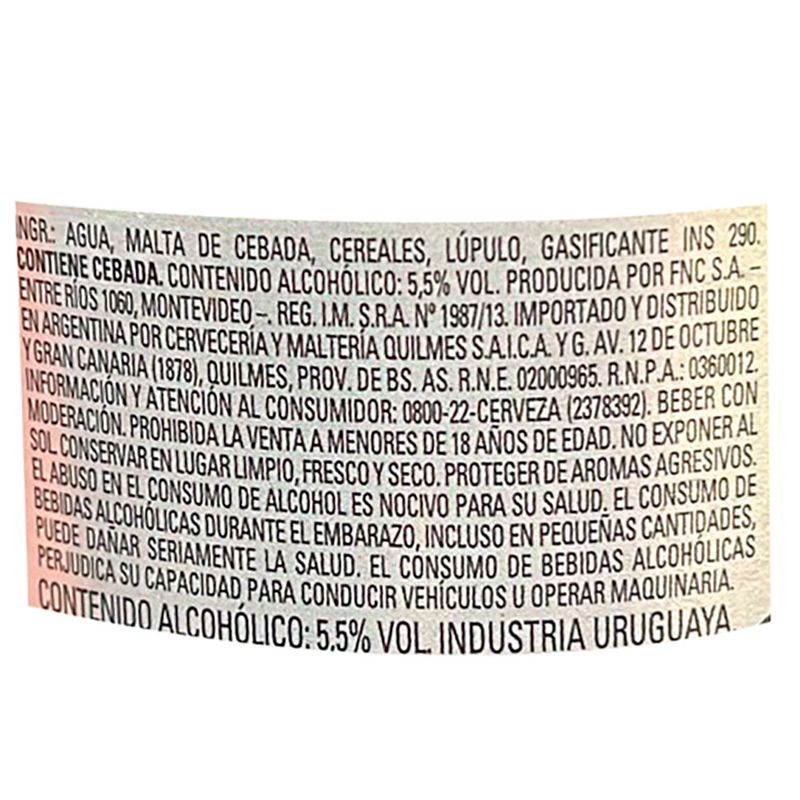 INGR.: AGUA, MALTA DE CEBADA, CEREALES, LÚPULO, GASIFICANTE INS 290.
CONTIENE CEBADA. CONTENIDO ALCOHÓLICO: 5,5% VOL. PRODUCIDA POR FNC S.A. –
ENTRE RÍOS 1060, MONTEVIDEO–. REG. I.M. S.R.A. Nº 1987/13. IMPORTADO Y DISTRIBUIDO
EN ARGENTINA POR CERVECERÍA Y MALTERÍA QUILMES S.A.I.C.A. Y G. AV. 12 DE OCTUBRE
Y GRAN CANARIA (1878), QUILMES, PROV. DE BS. AS. R.N.E. 02000965. R.N.P.A.: 0360012.
INFORMACIÓN Y ATENCIÓN AL CONSUMIDOR: 0800-22-CERVEZA (2378392). BEBER CON
MODERACIÓN. PROHIBIDA LA VENTA A MENORES DE 18 AÑOS DE EDAD. NO EXPONER AL
SOL CONSERVAR EN LUGAR LIMPIO, FRESCO Y SECO. PROTEGER DE AROMAS AGRESIVOS.
EL ABUSO EN EL CONSUMO DE ALCOHOL ES NOCIVO PARA SU SALUD. EL CONSUMO DE
BEBIDAS ALCOHÓLICAS DURANTE EL EMBARAZO, INCLUSO EN PEQUEÑAS CANTIDADES,
PUEDE DAÑAR SERIAMENTE LA SALUD. EL CONSUMO DE BEBIDAS ALCOHÓLICAS
PERJUDICA SU CAPACIDAD PARA CONDUCIR VEHÍCULOS U OPERAR MAQUINARIA.
CONTENIDO ALCOHÓLICO: 5,5% VOL. INDUSTRIA URUGUAYA